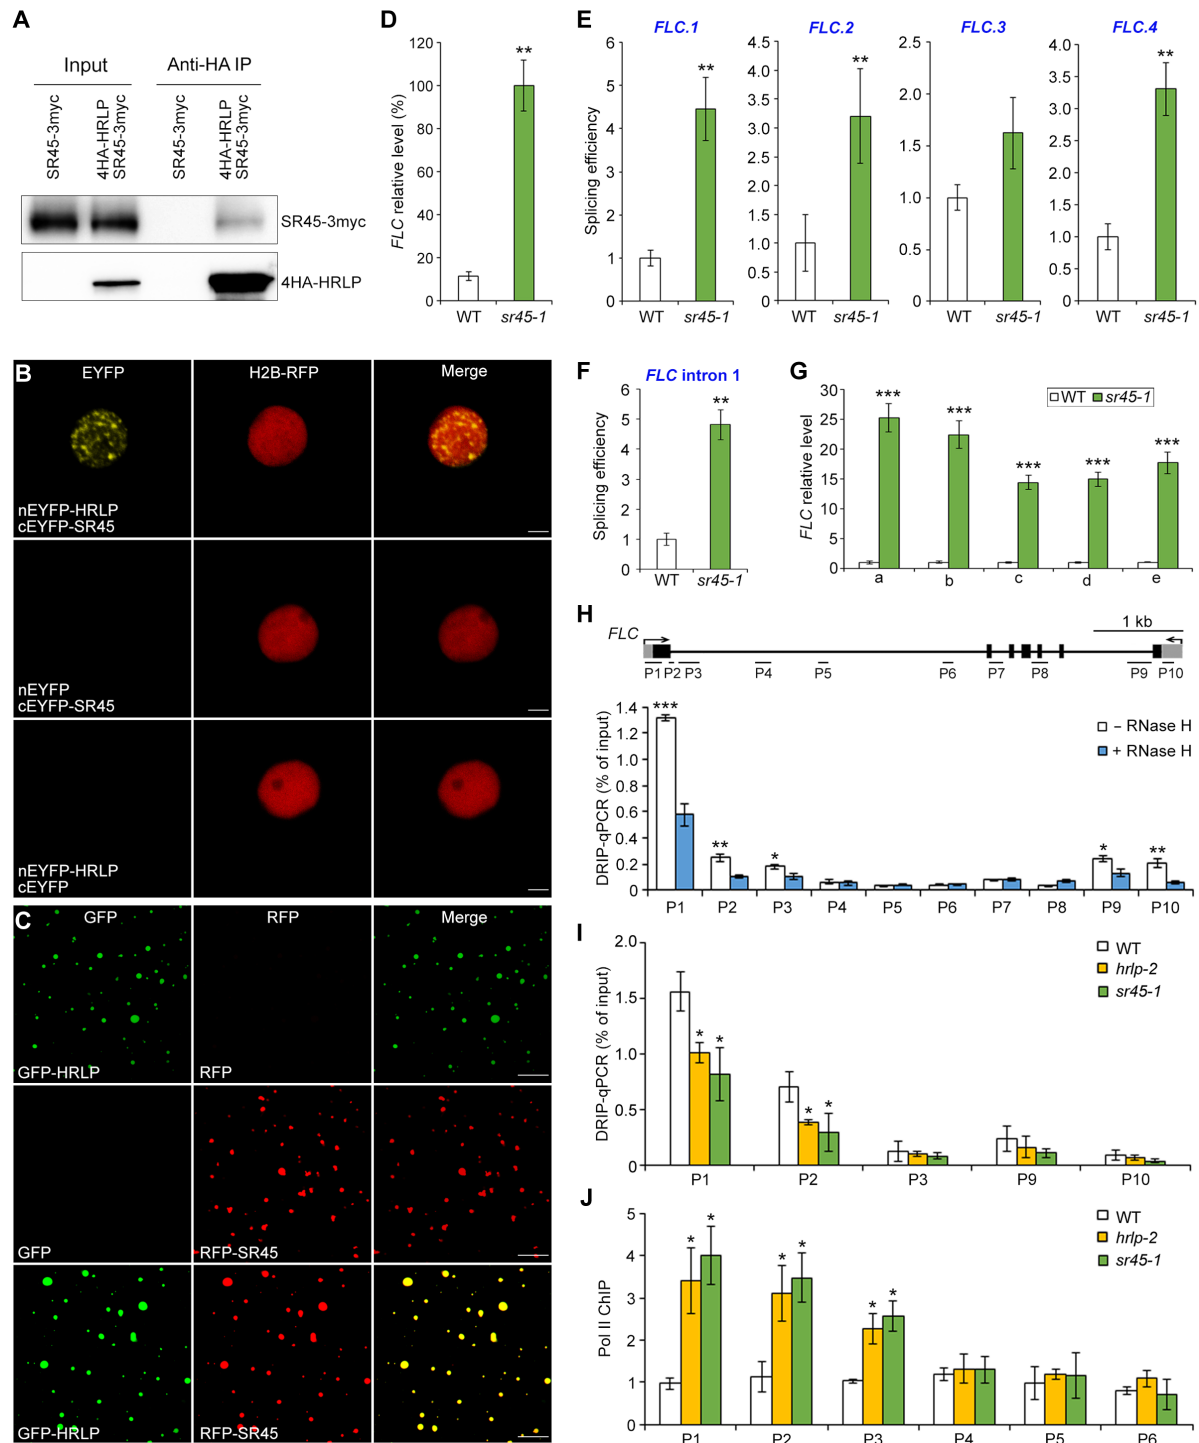 A
Input
Anti-HA IP
SR45-3myc
4HA-HRLP
SR45-3myc
SR45-3myc
4HA-HRLP
SR45-3myc
SR45-3myc
4HA-HRLP
D
FLC relative level (%)
120
100
80
60
40
20
0
**
WT
sr45-1
E
Splicing efficiency
FLC.1
6
5
4
3
2
1
0
**
WT
sr45-1
FLC.2
4.5
4.0
3.5
3.0
2.5
2.0
1.5
1.0
0.5
0
**
WT
sr45-1
FLC.3
2.5
2.0
1.5
1.0
0.5
0
WT
sr45-1
FLC.4
4.0
3.5
3.0
2.5
2.0
1.5
1.0
0.5
0
**
WT
sr45-1
B
EYFP
H2B-RFP
Merge
nEYFP-HRLP
cEYFP-SR45
nEYFP
cEYFP-SR45
nEYFP-HRLP
cEYFP
C
GFP
RFP
Merge
GFP-HRLP
RFP
GFP
RFP-SR45
GFP-HRLP
RFP-SR45
F
FLC intron 1
Splicing efficiency
6
5
4
3
2
1
0
**
WT
sr45-1
G
FLC relative level
30
25
20
15
10
5
0
WT
sr45-1
***
***
***
***
***
a
b
c
d
e
H
FLC
1 kb
P1 P2 P3 P4 P5 P6 P7 P8 P9 P10
DRIP-qPCR (% of input)
1.4
1.2
1.0
0.8
0.6
0.4
0.2
0
– RNase H
+ RNase H
***
**
*
*
**
P1 P2 P3 P4 P5 P6 P7 P8 P9 P10
I
DRIP-qPCR (% of input)
2.0
1.5
1.0
0.5
0
WT
hrlp-2
sr45-1
*
*
*
*
P1 P2 P3 P9 P10
J
Pol II ChIP
5
4
3
2
1
0
WT
hrlp-2
sr45-1
*
*
*
*
*
*
P1 P2 P3 P4 P5 P6